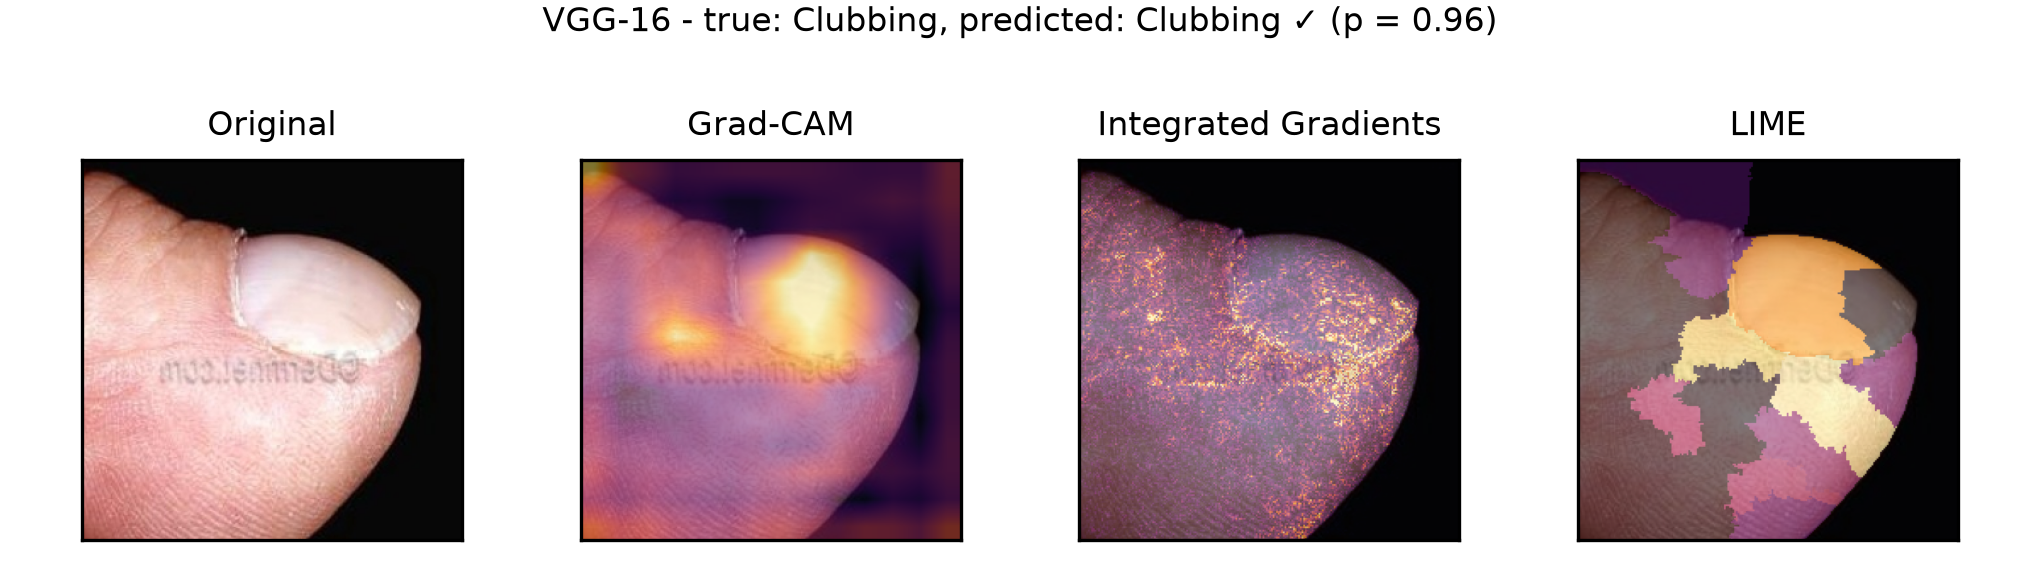 VGG-16 - true: Clubbing, predicted: Clubbing ✓ (p = 0.96)
Original
Grad-CAM
Integrated Gradients
LIME